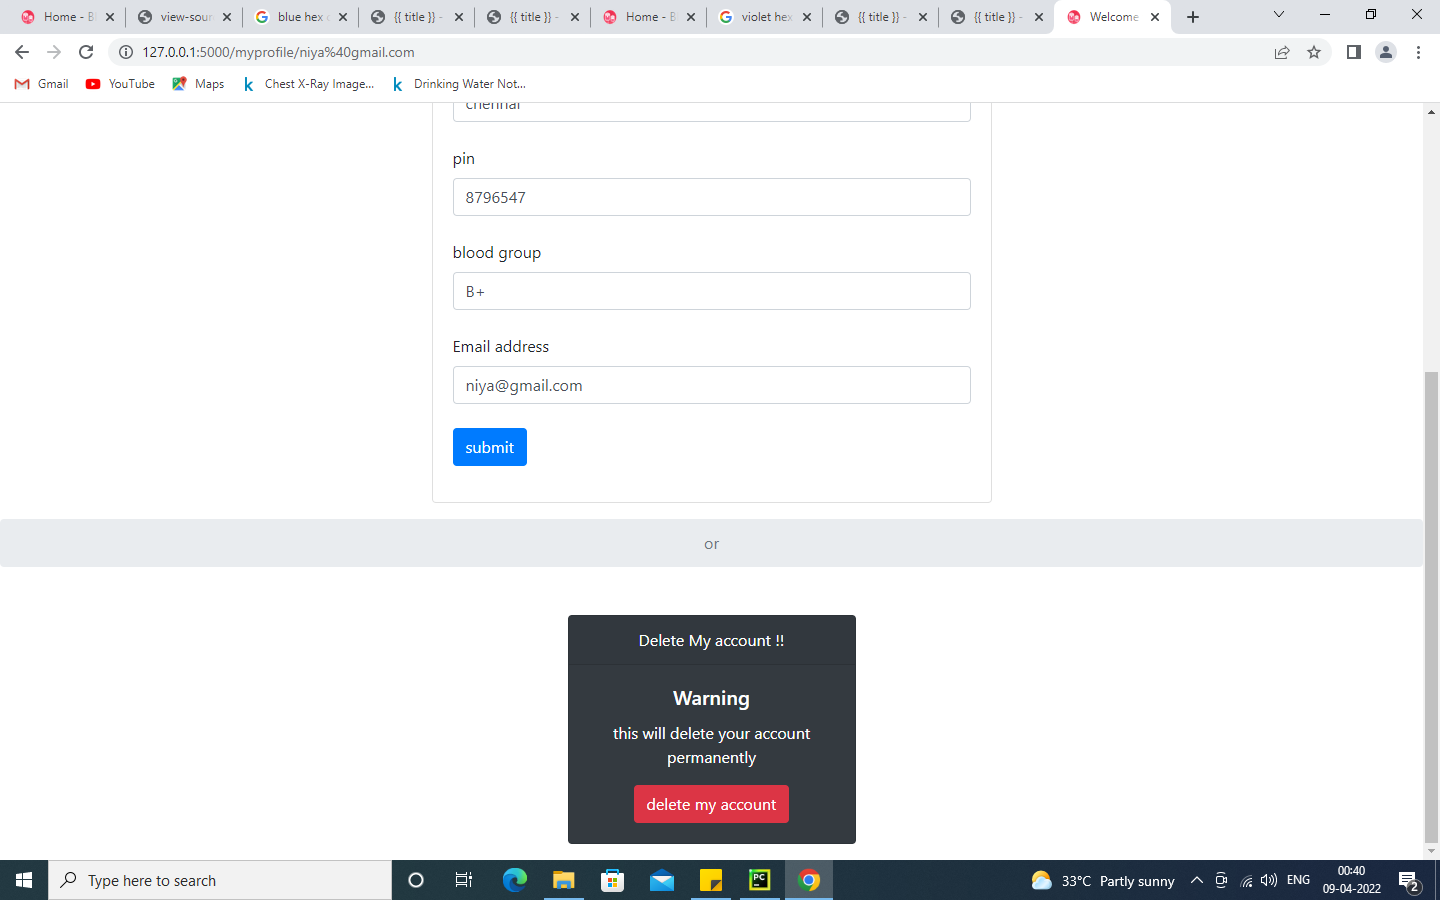 Home - B
view-sour
blue hex c
{{ title }} -
{{ title }} -
Home - B
violet hex
{{ title }} -
{{ title }} -
Welcome
127.0.0.1:5000/myprofile/niya%40gmail.com
Gmail
YouTube
Maps
Chest X-Ray Image...
Drinking Water Not...
chennai
pin
8796547
blood group
B+
Email address
niya@gmail.com
submit
or
Delete My account !!
Warning
this will delete your account
permanently
delete my account
Type here to search
PC
33°C Partly sunny
ENG
00:40
09-04-2022
2